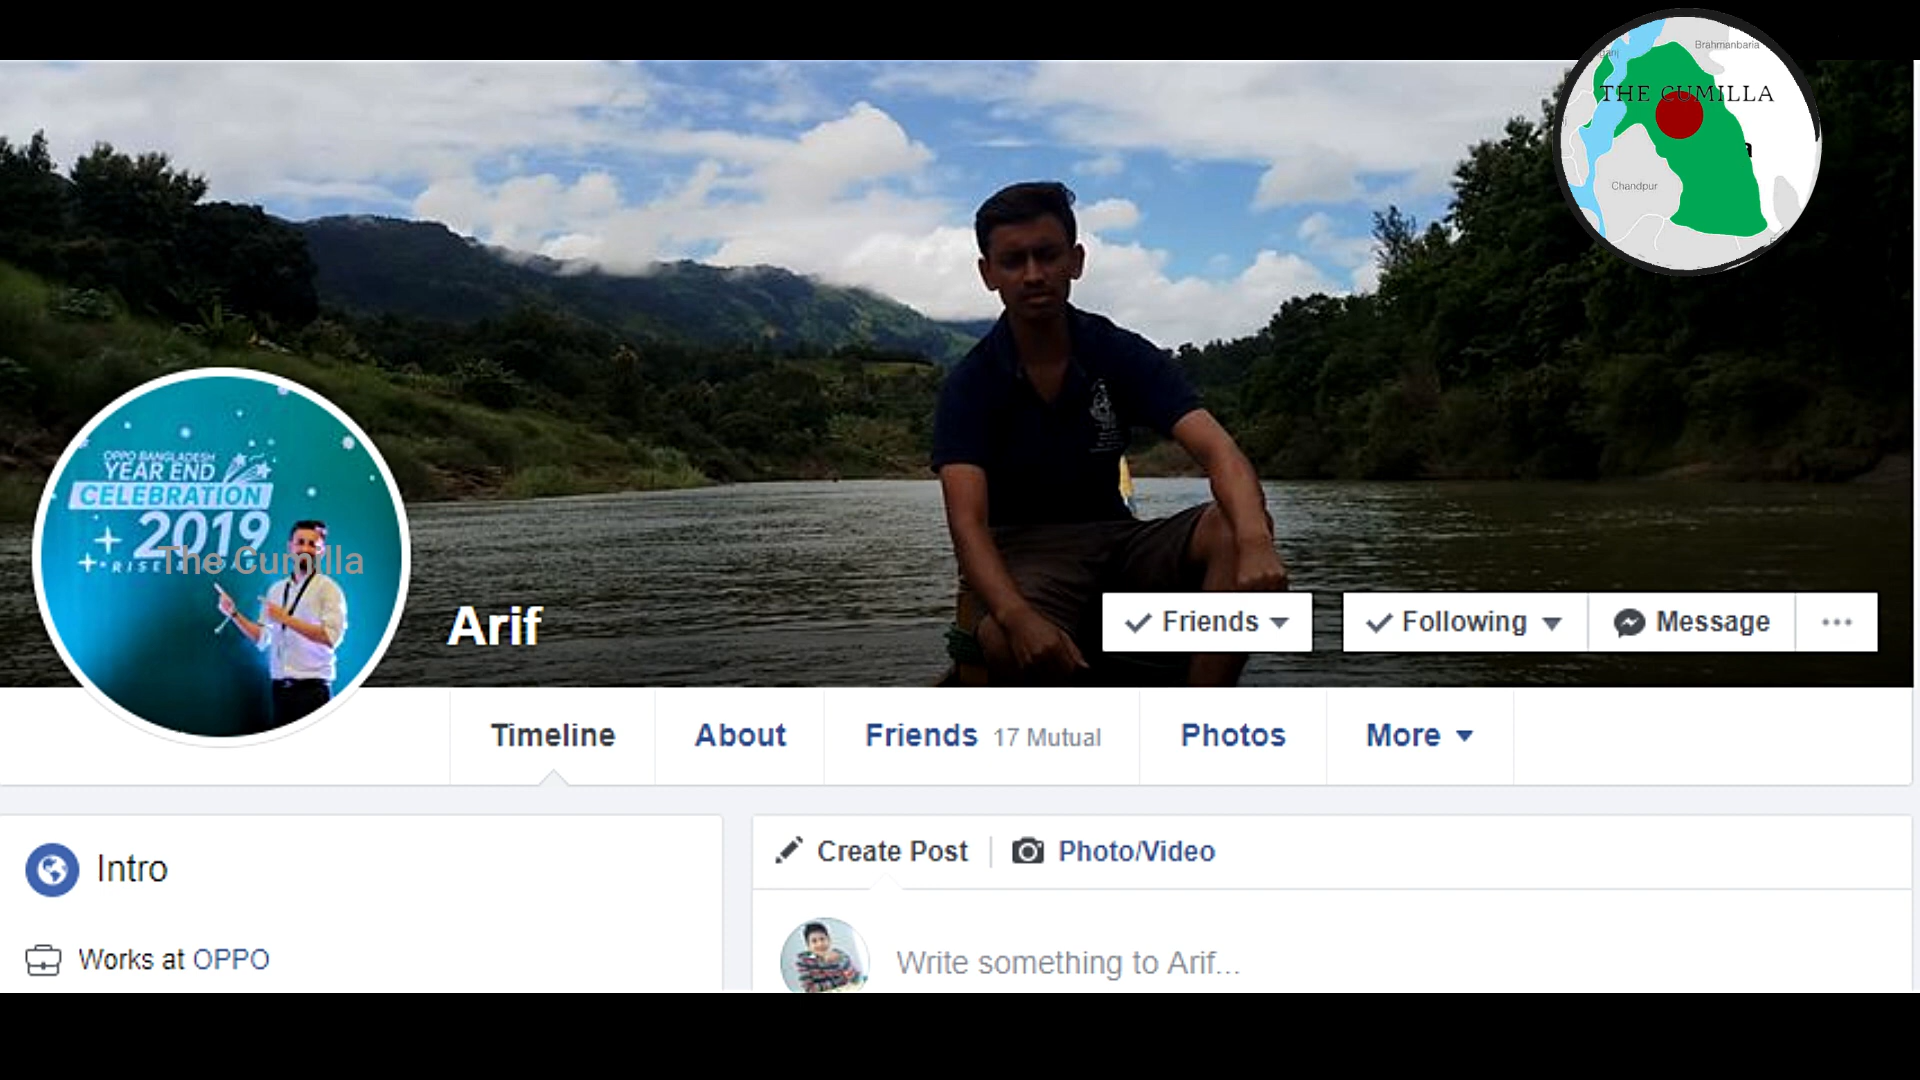 Brahmanbaria
THE CUMILLA
Chandpur
OPPO BANGLADESH
YEAR END
CELEBRATION
2019
The Cumilla
Arif
Friends
Following
Message
Timeline
About
Friends 17 Mutual
Photos
More
Intro
Create Post
Photo/Video
Works at OPPO
Write something to Arif...